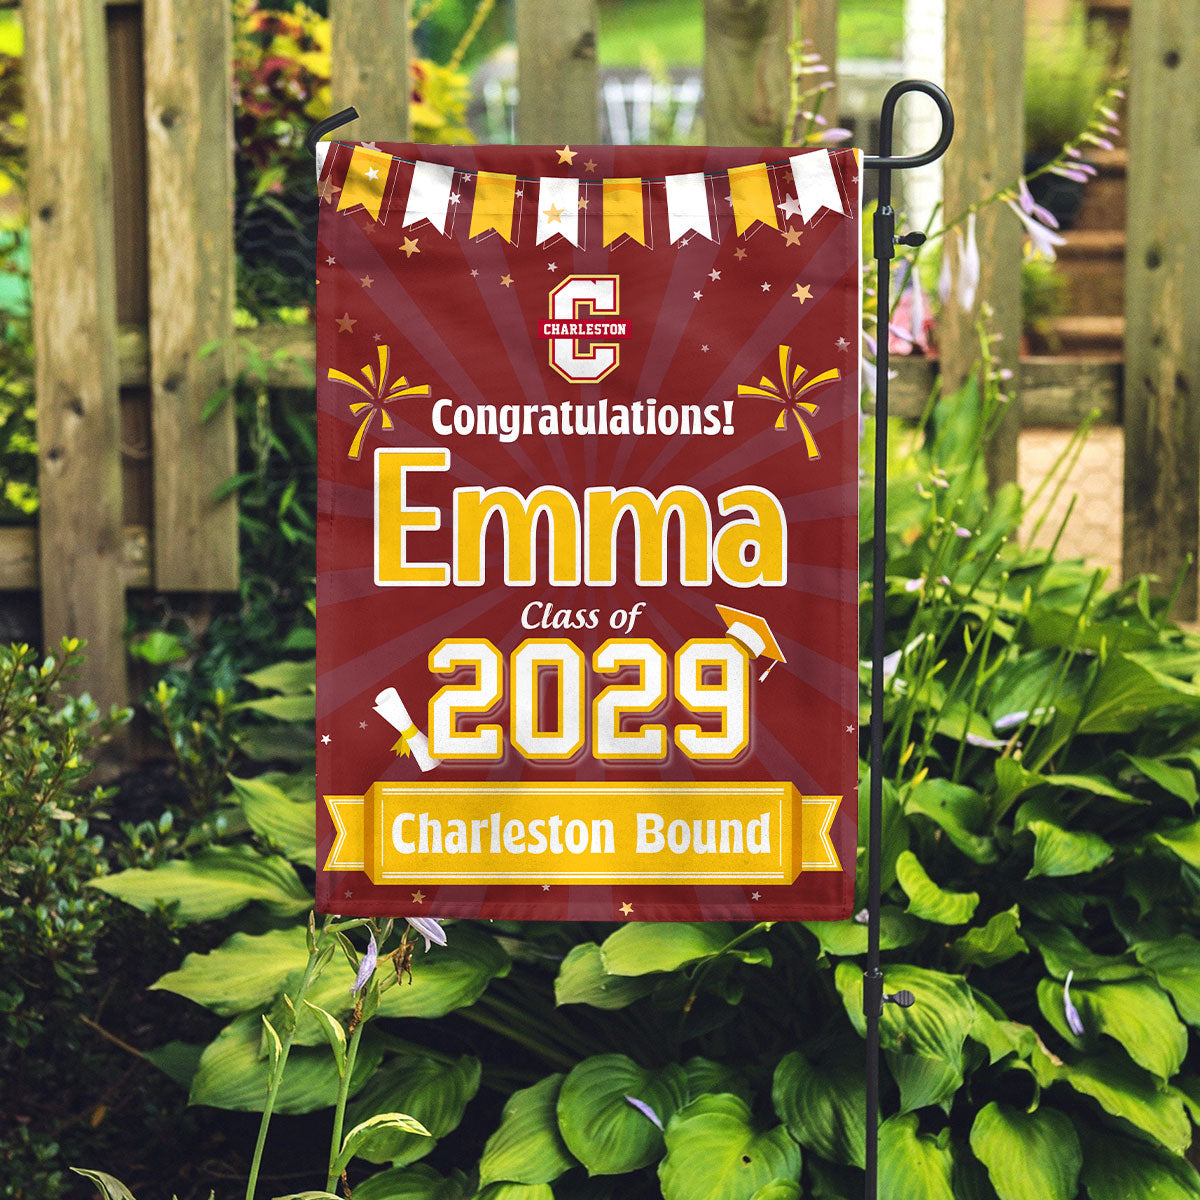 CHARLESTON
Congratulations!
Emma
Class of
2029
Charleston Bound